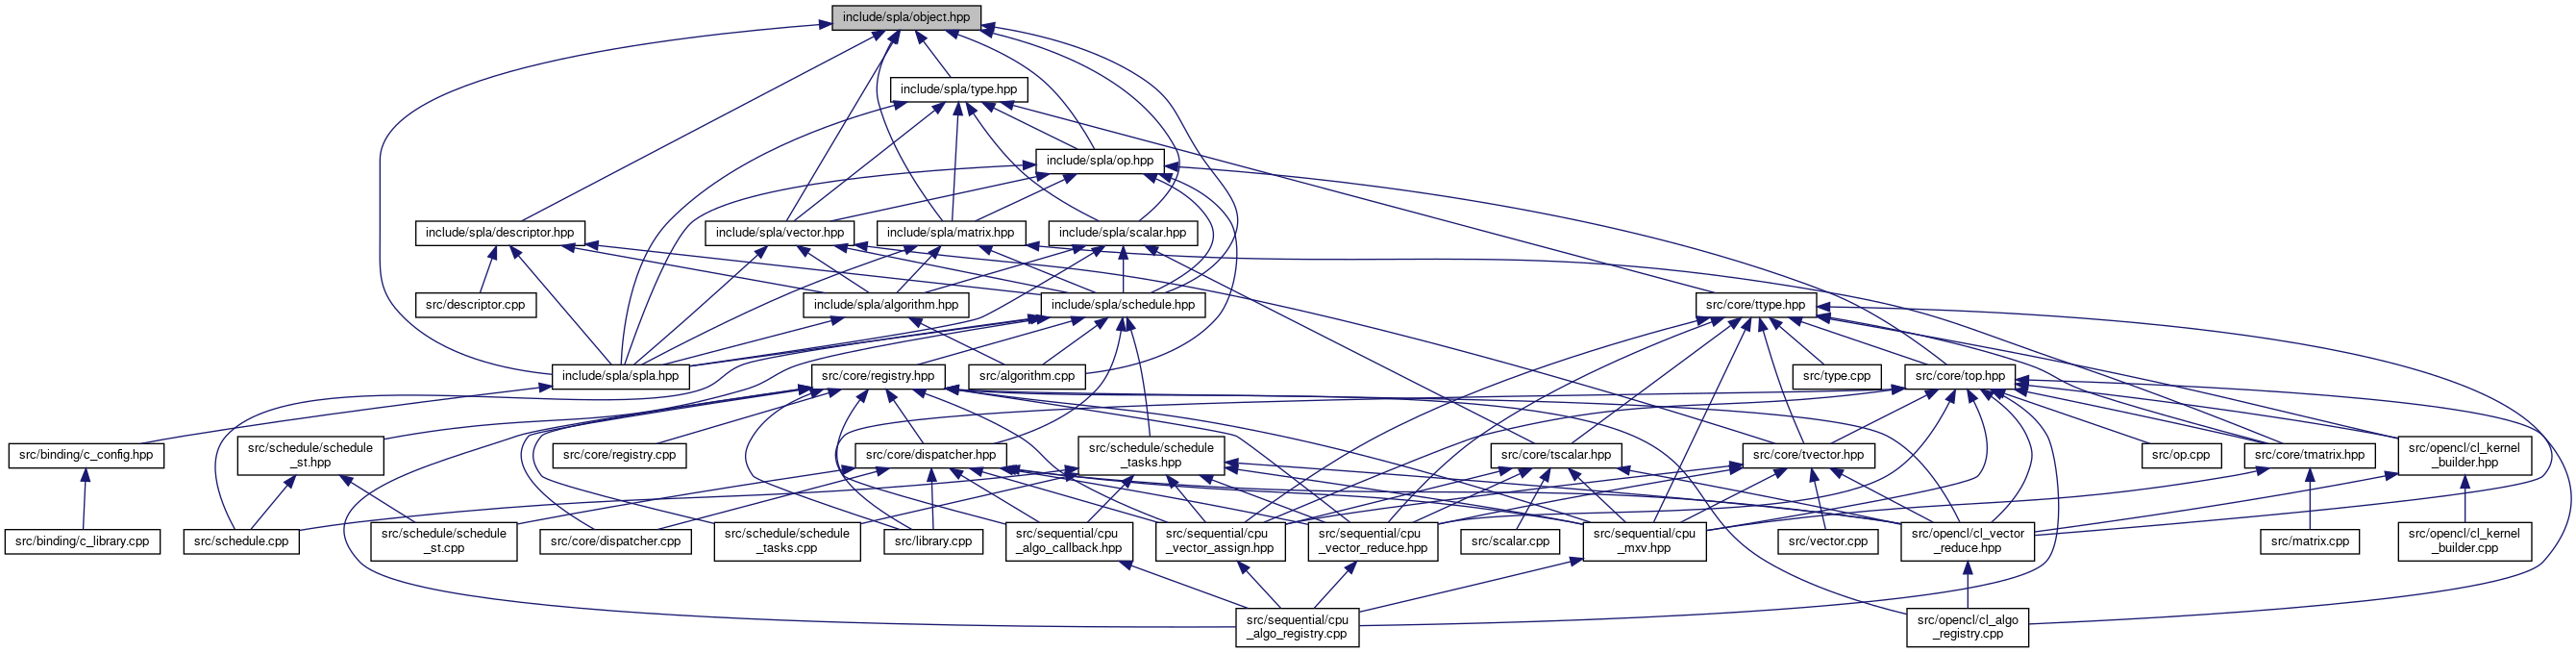 include/spla/object.hpp
include/spla/type.hpp
include/spla/op.hpp
include/spla/descriptor.hpp
include/spla/vector.hpp
include/spla/matrix.hpp
include/spla/scalar.hpp
src/descriptor.cpp
include/spla/algorithm.hpp
include/spla/schedule.hpp
src/core/ttype.hpp
include/spla/spla.hpp
src/core/registry.hpp
src/algorithm.cpp
src/type.cpp
src/core/top.hpp
src/binding/c_config.hpp
src/schedule/schedule
_st.hpp
src/core/registry.cpp
src/core/dispatcher.hpp
src/schedule/schedule
_tasks.hpp
src/core/tscalar.hpp
src/core/tvector.hpp
src/op.cpp
src/core/tmatrix.hpp
src/opencl/cl_kernel
_builder.hpp
src/binding/c_library.cpp
src/schedule.cpp
src/schedule/schedule
_st.cpp
src/core/dispatcher.cpp
src/schedule/schedule
_tasks.cpp
src/library.cpp
src/sequential/cpu
_algo_callback.hpp
src/sequential/cpu
_vector_assign.hpp
src/sequential/cpu
_vector_reduce.hpp
src/scalar.cpp
src/sequential/cpu
_mxv.hpp
src/vector.cpp
src/opencl/cl_vector
_reduce.hpp
src/matrix.cpp
src/opencl/cl_kernel
_builder.cpp
src/sequential/cpu
_algo_registry.cpp
src/opencl/cl_algo
_registry.cpp